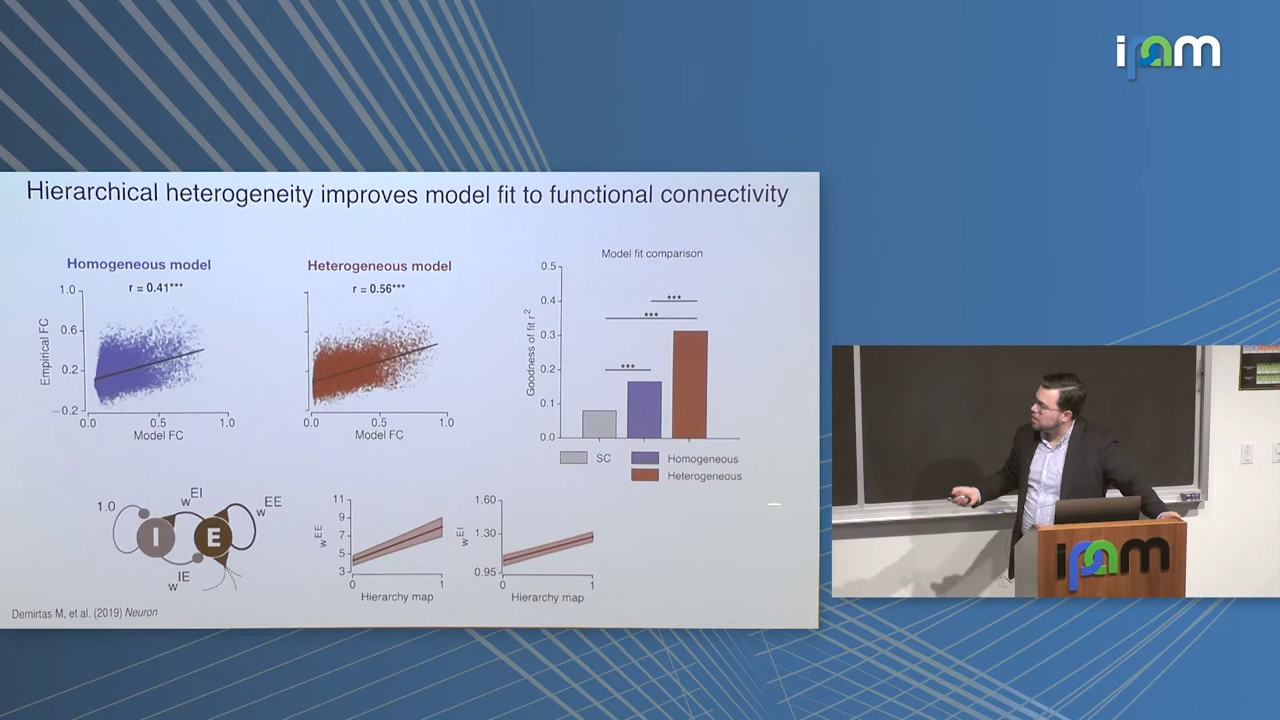 ipam
Hierarchical heterogeneity improves model fit to functional connectivity
Homogeneous model
r = 0.41***
Empirical FC
1.0
0.6
0.2
−0.2
0.0 0.5 1.0
Model FC
Heterogeneous model
r = 0.56***
0.0 0.5 1.0
Model FC
Model fit comparison
Goodness of fit r²
0.5
0.4
0.3
0.2
0.1
0.0
***
***
***
SC
Homogeneous
Heterogeneous
1.0
w EI
w EE
I E
w IE
w EE
11
9
7
5
3
0 1
Hierarchy map
w EI
1.60
1.30
0.95
0 1
Hierarchy map
Demirtas M, et al. (2019) Neuron
ipam